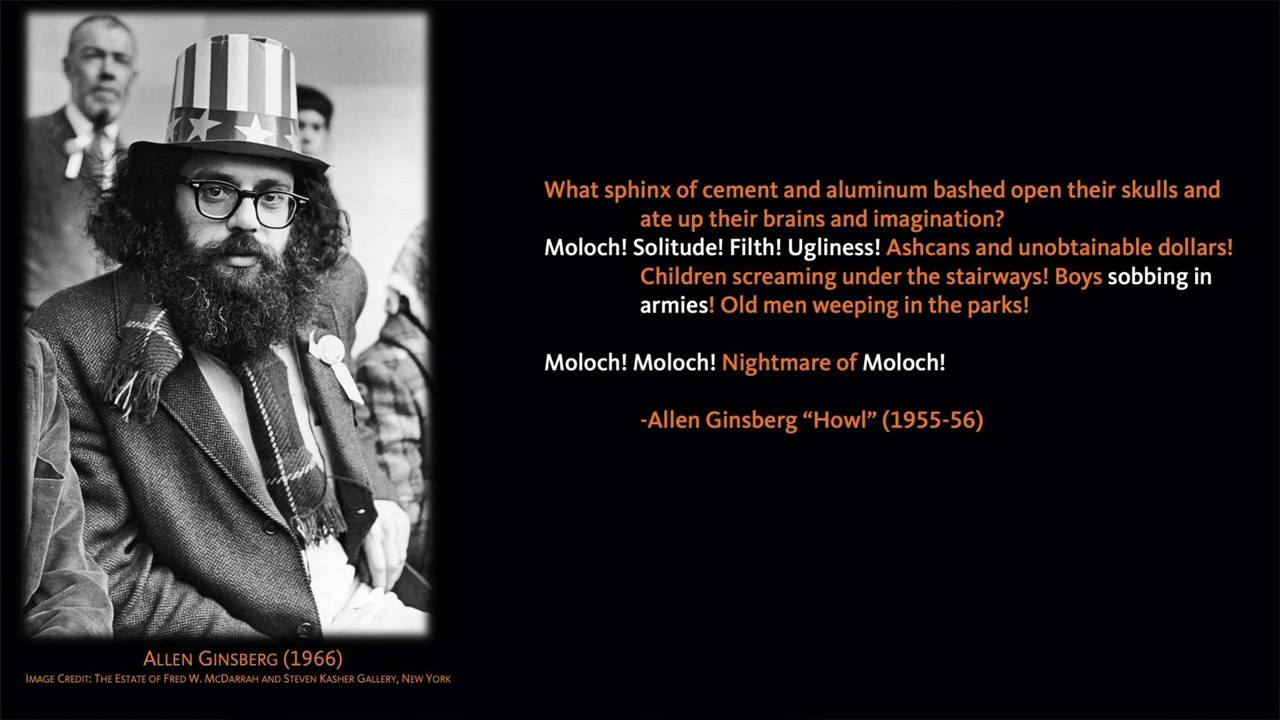 What sphinx of cement and aluminum bashed open their skulls and
ate up their brains and imagination?
Moloch! Solitude! Filth! Ugliness! Ashcans and unobtainable dollars!
Children screaming under the stairways! Boys sobbing in
armies! Old men weeping in the parks!
Moloch! Moloch! Nightmare of Moloch!
-Allen Ginsberg “Howl” (1955-56)
Allen Ginsberg (1966)
Image Credit: The Estate of Fred W. McDarrah and Steven Kasher Gallery, New York